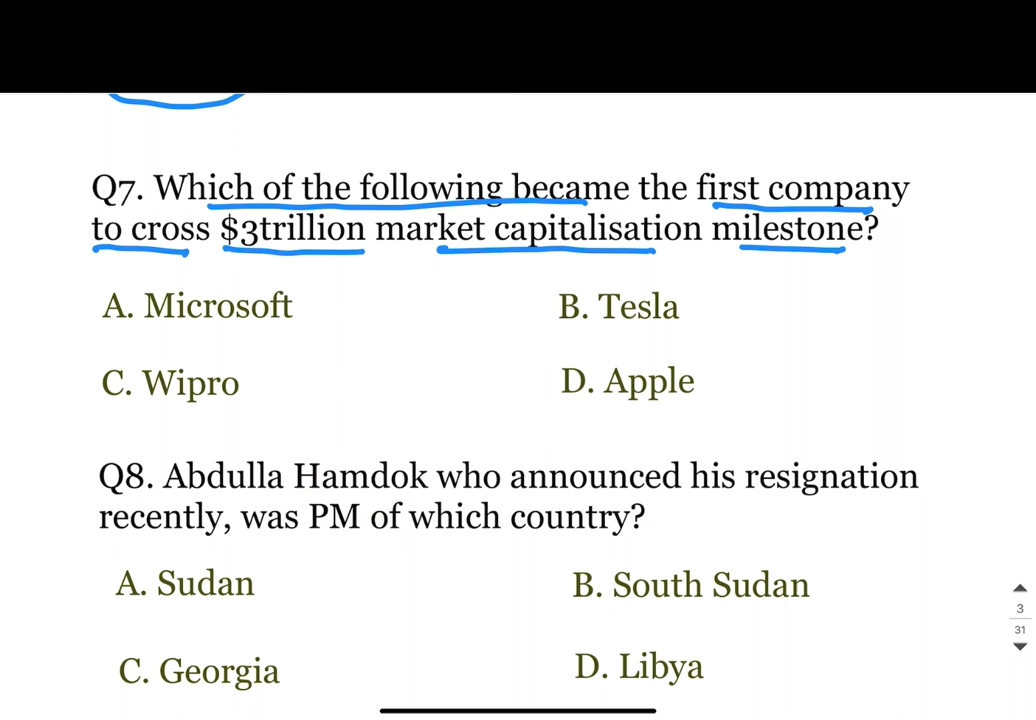 Q7. Which of the following became the first company
to cross $3trillion market capitalisation milestone?
A. Microsoft
B. Tesla
C. Wipro
D. Apple
Q8. Abdulla Hamdok who announced his resignation
recently, was PM of which country?
A. Sudan
B. South Sudan
3
31
C. Georgia
D. Libya